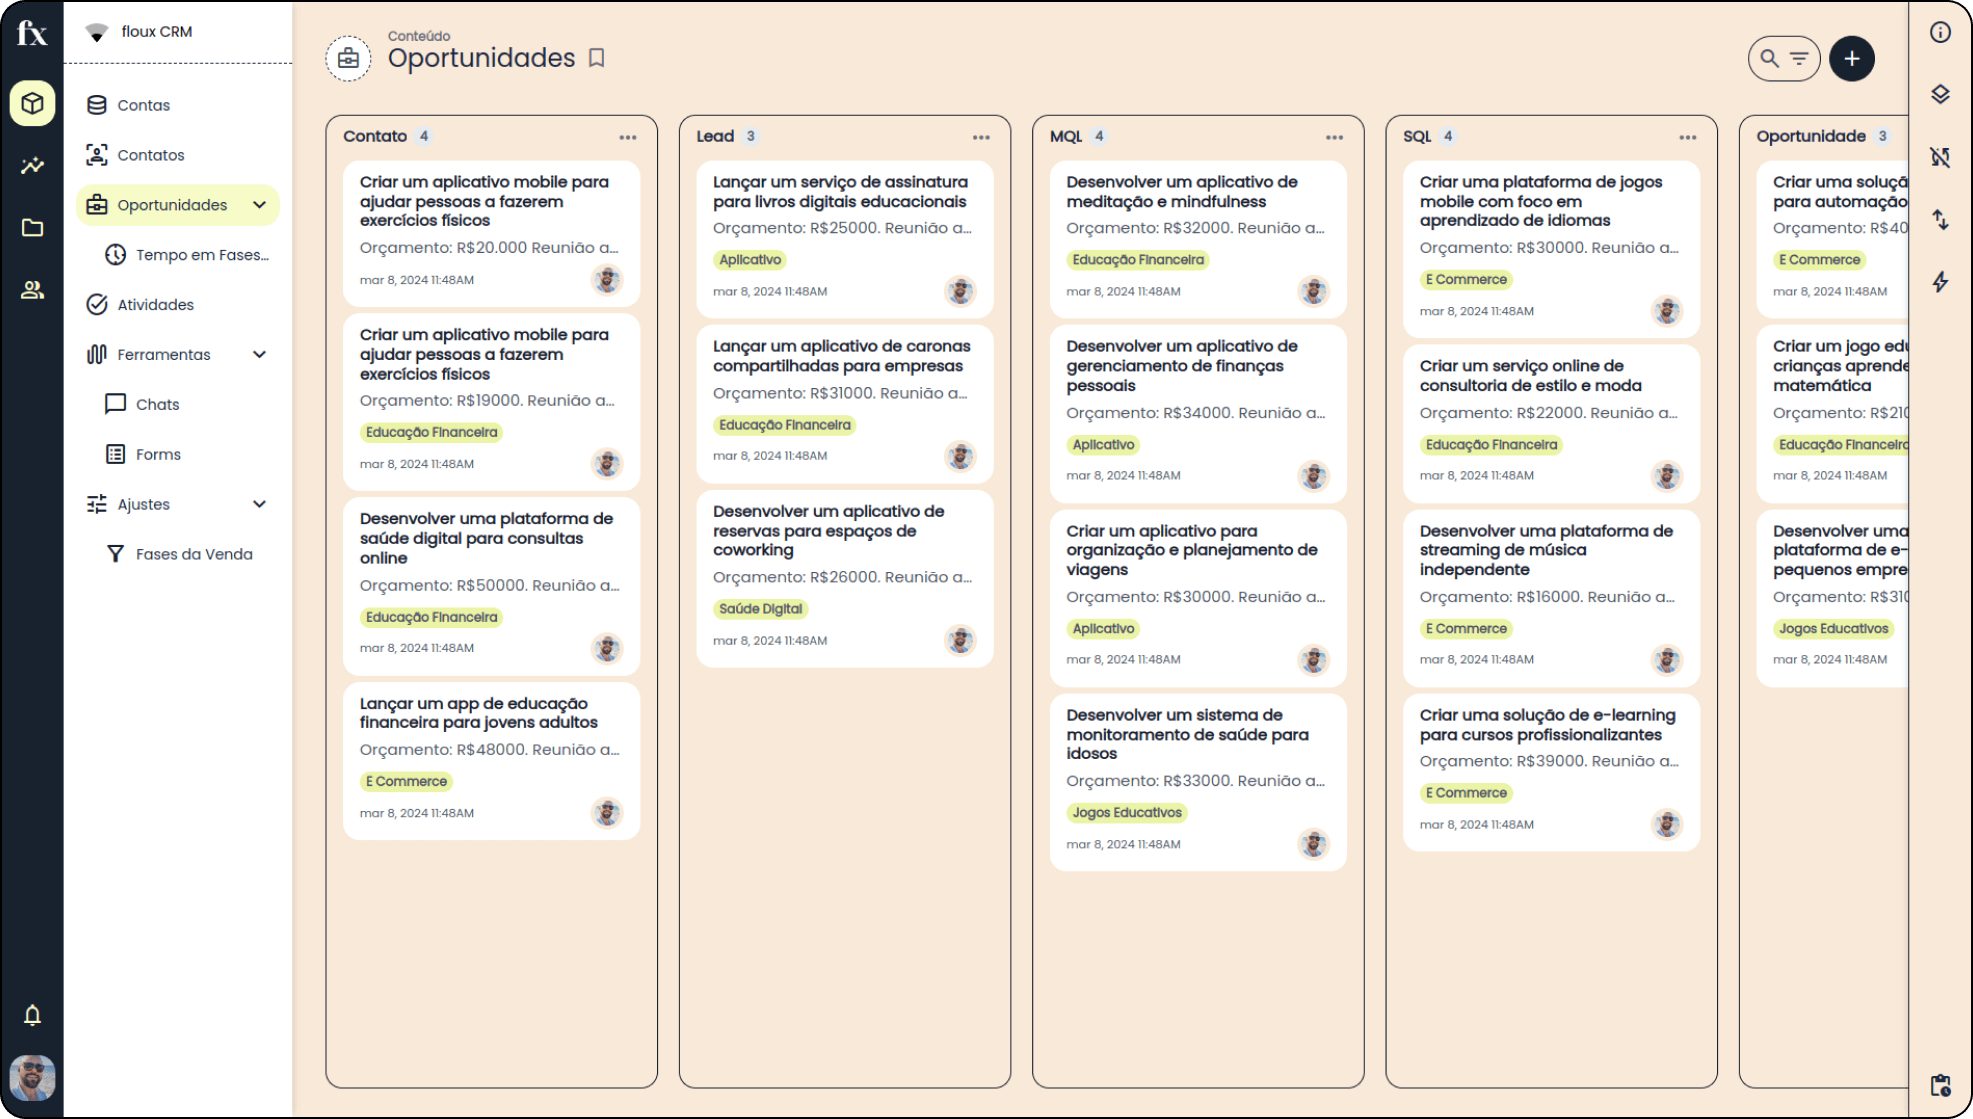 fx
floux CRM
Contas
Contatos
Oportunidades
Tempo em Fases...
Atividades
Ferramentas
Chats
Forms
Ajustes
Fases da Venda
Conteúdo
Oportunidades
Contato 4
Criar um aplicativo mobile para
ajudar pessoas a fazerem
exercícios físicos
Orçamento: R$20.000 Reunião a...
mar 8, 2024 11:48AM
Criar um aplicativo mobile para
ajudar pessoas a fazerem
exercícios físicos
Orçamento: R$19000. Reunião a...
Educação Financeira
mar 8, 2024 11:48AM
Desenvolver uma plataforma de
saúde digital para consultas
online
Orçamento: R$50000. Reunião a...
Educação Financeira
mar 8, 2024 11:48AM
Lançar um app de educação
financeira para jovens adultos
Orçamento: R$48000. Reunião a...
E Commerce
mar 8, 2024 11:48AM
Lead 3
Lançar um serviço de assinatura
para livros digitais educacionais
Orçamento: R$25000. Reunião a...
Aplicativo
mar 8, 2024 11:48AM
Lançar um aplicativo de caronas
compartilhadas para empresas
Orçamento: R$31000. Reunião a...
Educação Financeira
mar 8, 2024 11:48AM
Desenvolver um aplicativo de
reservas para espaços de
coworking
Orçamento: R$26000. Reunião a...
Saúde Digital
mar 8, 2024 11:48AM
MQL 4
Desenvolver um aplicativo de
meditação e mindfulness
Orçamento: R$32000. Reunião a...
Educação Financeira
mar 8, 2024 11:48AM
Desenvolver um aplicativo de
gerenciamento de finanças
pessoais
Orçamento: R$34000. Reunião a...
Aplicativo
mar 8, 2024 11:48AM
Criar um aplicativo para
organização e planejamento de
viagens
Orçamento: R$30000. Reunião a...
Aplicativo
mar 8, 2024 11:48AM
Desenvolver um sistema de
monitoramento de saúde para
idosos
Orçamento: R$33000. Reunião a...
Jogos Educativos
mar 8, 2024 11:48AM
SQL 4
Criar uma plataforma de jogos
mobile com foco em
aprendizado de idiomas
Orçamento: R$30000. Reunião a...
E Commerce
mar 8, 2024 11:48AM
Criar um serviço online de
consultoria de estilo e moda
Orçamento: R$22000. Reunião a...
Educação Financeira
mar 8, 2024 11:48AM
Desenvolver uma plataforma de
streaming de música
independente
Orçamento: R$16000. Reunião a...
E Commerce
mar 8, 2024 11:48AM
Criar uma solução de e-learning
para cursos profissionalizantes
Orçamento: R$39000. Reunião a...
E Commerce
mar 8, 2024 11:48AM
Oportunidade 3
Criar uma soluçã
para automação
Orçamento: R$40
E Commerce
mar 8, 2024 11:48AM
Criar um jogo edu
crianças aprende
matemática
Orçamento: R$210
Educação Financeira
mar 8, 2024 11:48AM
Desenvolver uma
plataforma de e-
pequenos empre
Orçamento: R$310
Jogos Educativos
mar 8, 2024 11:48AM